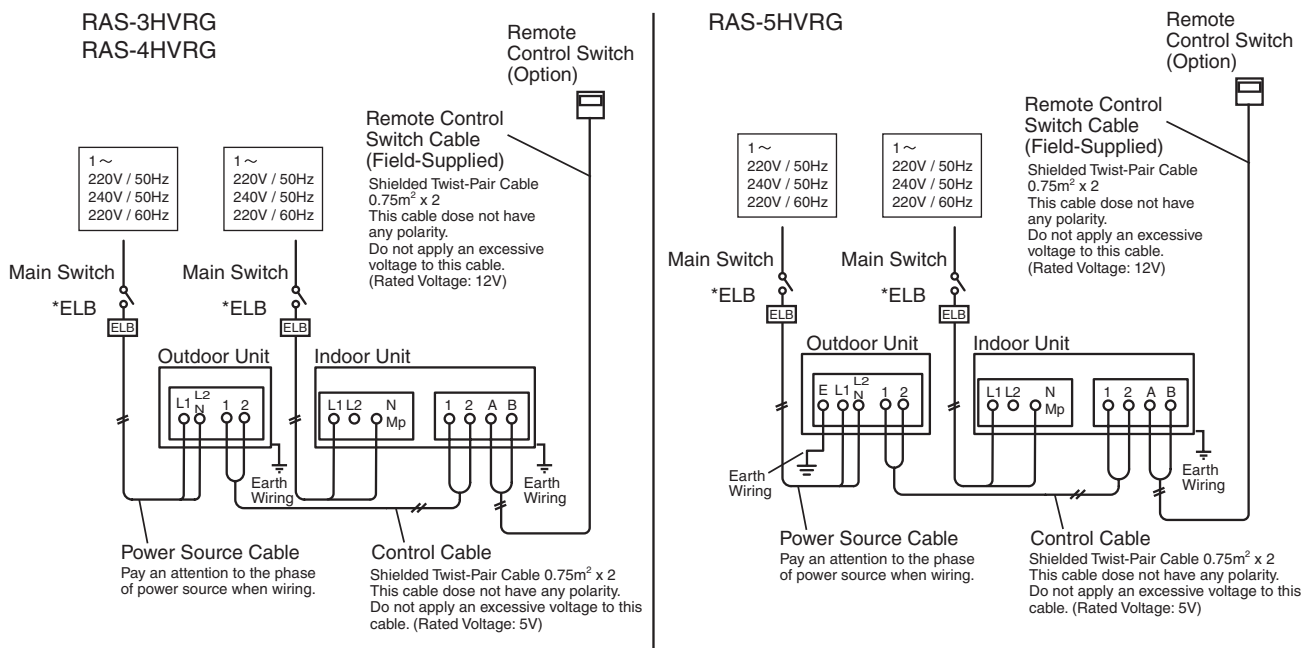 RAS-3HVRG
RAS-4HVRG
Remote
Control Switch
(Option)
Remote Control
Switch Cable
(Field-Supplied)
Shielded Twist-Pair Cable
0.75m² x 2
This cable dose not have
any polarity.
Do not apply an excessive
voltage to this cable.
(Rated Voltage: 12V)
1～
220V / 50Hz
240V / 50Hz
220V / 60Hz
1～
220V / 50Hz
240V / 50Hz
220V / 60Hz
Main Switch
Main Switch
*ELB
*ELB
ELB
ELB
Outdoor Unit
Indoor Unit
L1 L2 N 1 2
L1 L2 N Mp
1 2 A B
Earth
Wiring
Earth
Wiring
Power Source Cable
Pay an attention to the phase
of power source when wiring.
Control Cable
Shielded Twist-Pair Cable 0.75m² x 2
This cable dose not have any polarity.
Do not apply an excessive voltage to this
cable. (Rated Voltage: 5V)
RAS-5HVRG
Remote
Control Switch
(Option)
Remote Control
Switch Cable
(Field-Supplied)
Shielded Twist-Pair Cable
0.75m² x 2
This cable dose not have
any polarity.
Do not apply an excessive
voltage to this cable.
(Rated Voltage: 12V)
1～
220V / 50Hz
240V / 50Hz
220V / 60Hz
1～
220V / 50Hz
240V / 50Hz
220V / 60Hz
Main Switch
Main Switch
*ELB
*ELB
ELB
ELB
Outdoor Unit
Indoor Unit
E L1 L2 N 1 2
L1 L2 N Mp
1 2 A B
Earth
Wiring
Earth
Wiring
Power Source Cable
Pay an attention to the phase
of power source when wiring.
Control Cable
Shielded Twist-Pair Cable 0.75m² x 2
This cable dose not have any polarity.
Do not apply an excessive voltage to this
cable. (Rated Voltage: 5V)